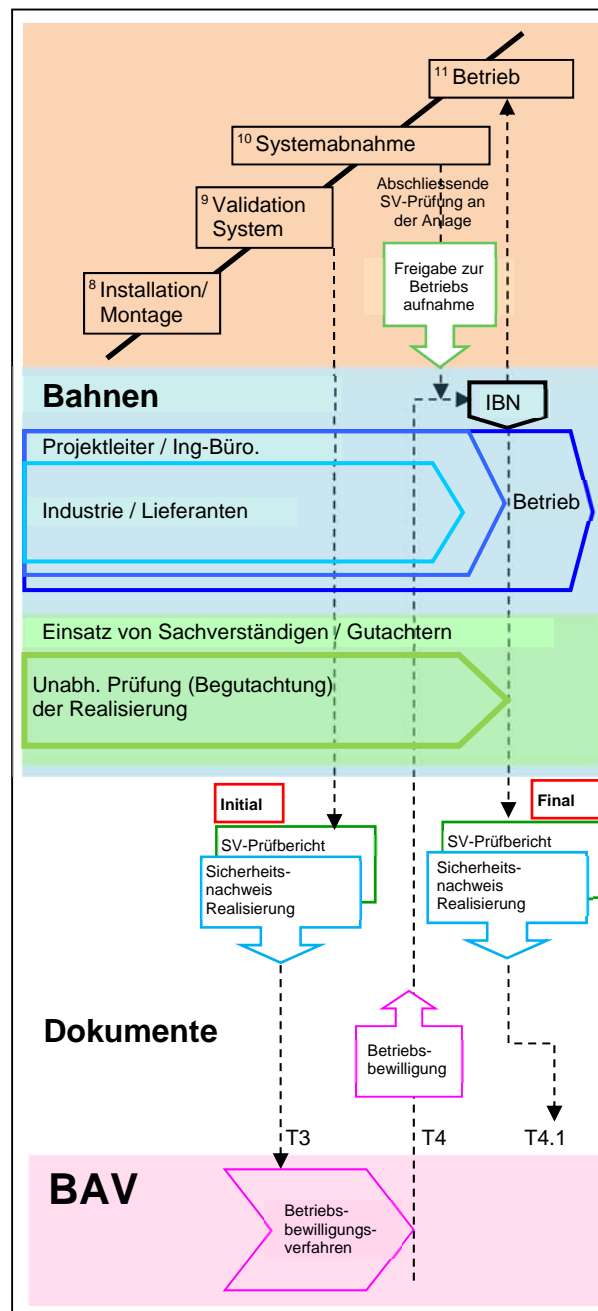 11 Betrieb
10 Systemabnahme
Abschliessende
SV-Prüfung an
der Anlage
9 Validation
System
Freigabe zur
Betriebs
aufnahme
8 Installation/
Montage
Bahnen
IBN
Projektleiter / Ing-Büro.
Betrieb
Industrie / Lieferanten
Einsatz von Sachverständigen / Gutachtern
Unabh. Prüfung (Begutachtung)
der Realisierung
Initial
SV-Prüfbericht
Sicherheits-
nachweis
Realisierung
Final
SV-Prüfbericht
Sicherheits-
nachweis
Realisierung
Dokumente
Betriebs-
bewilligung
T3
T4
T4.1
BAV
Betriebs-
bewilligungs-
verfahren